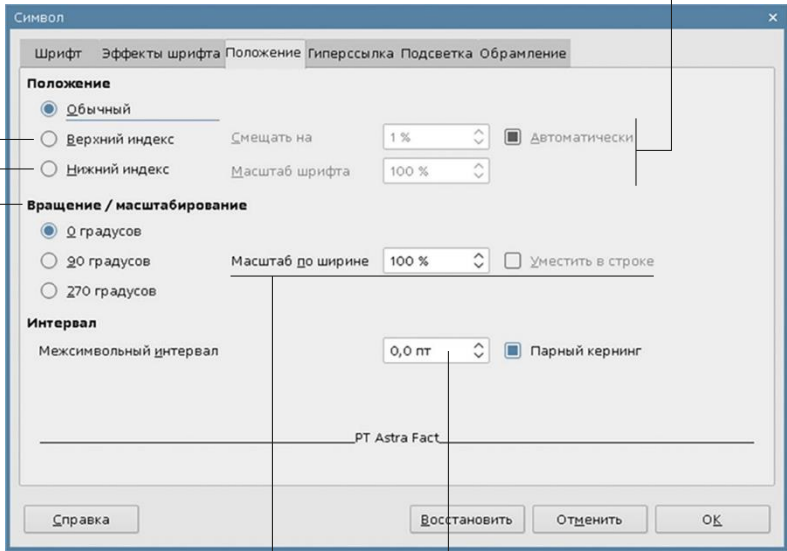 Символ
Шрифт Эффекты шрифта Положение Гиперссылка Подсветка Обрамление
Положение
Обычный
Верхний индекс Смещать на 1 % Автоматически
Нижний индекс Масштаб шрифта 100 %
Вращение / масштабирование
0 градусов
90 градусов Масштаб по ширине 100 % Уместить в строке
270 градусов
Интервал
Межсимвольный интервал 0,0 пт Парный кернинг
PT Astra Fact
Справка Восстановить Отменить ОК